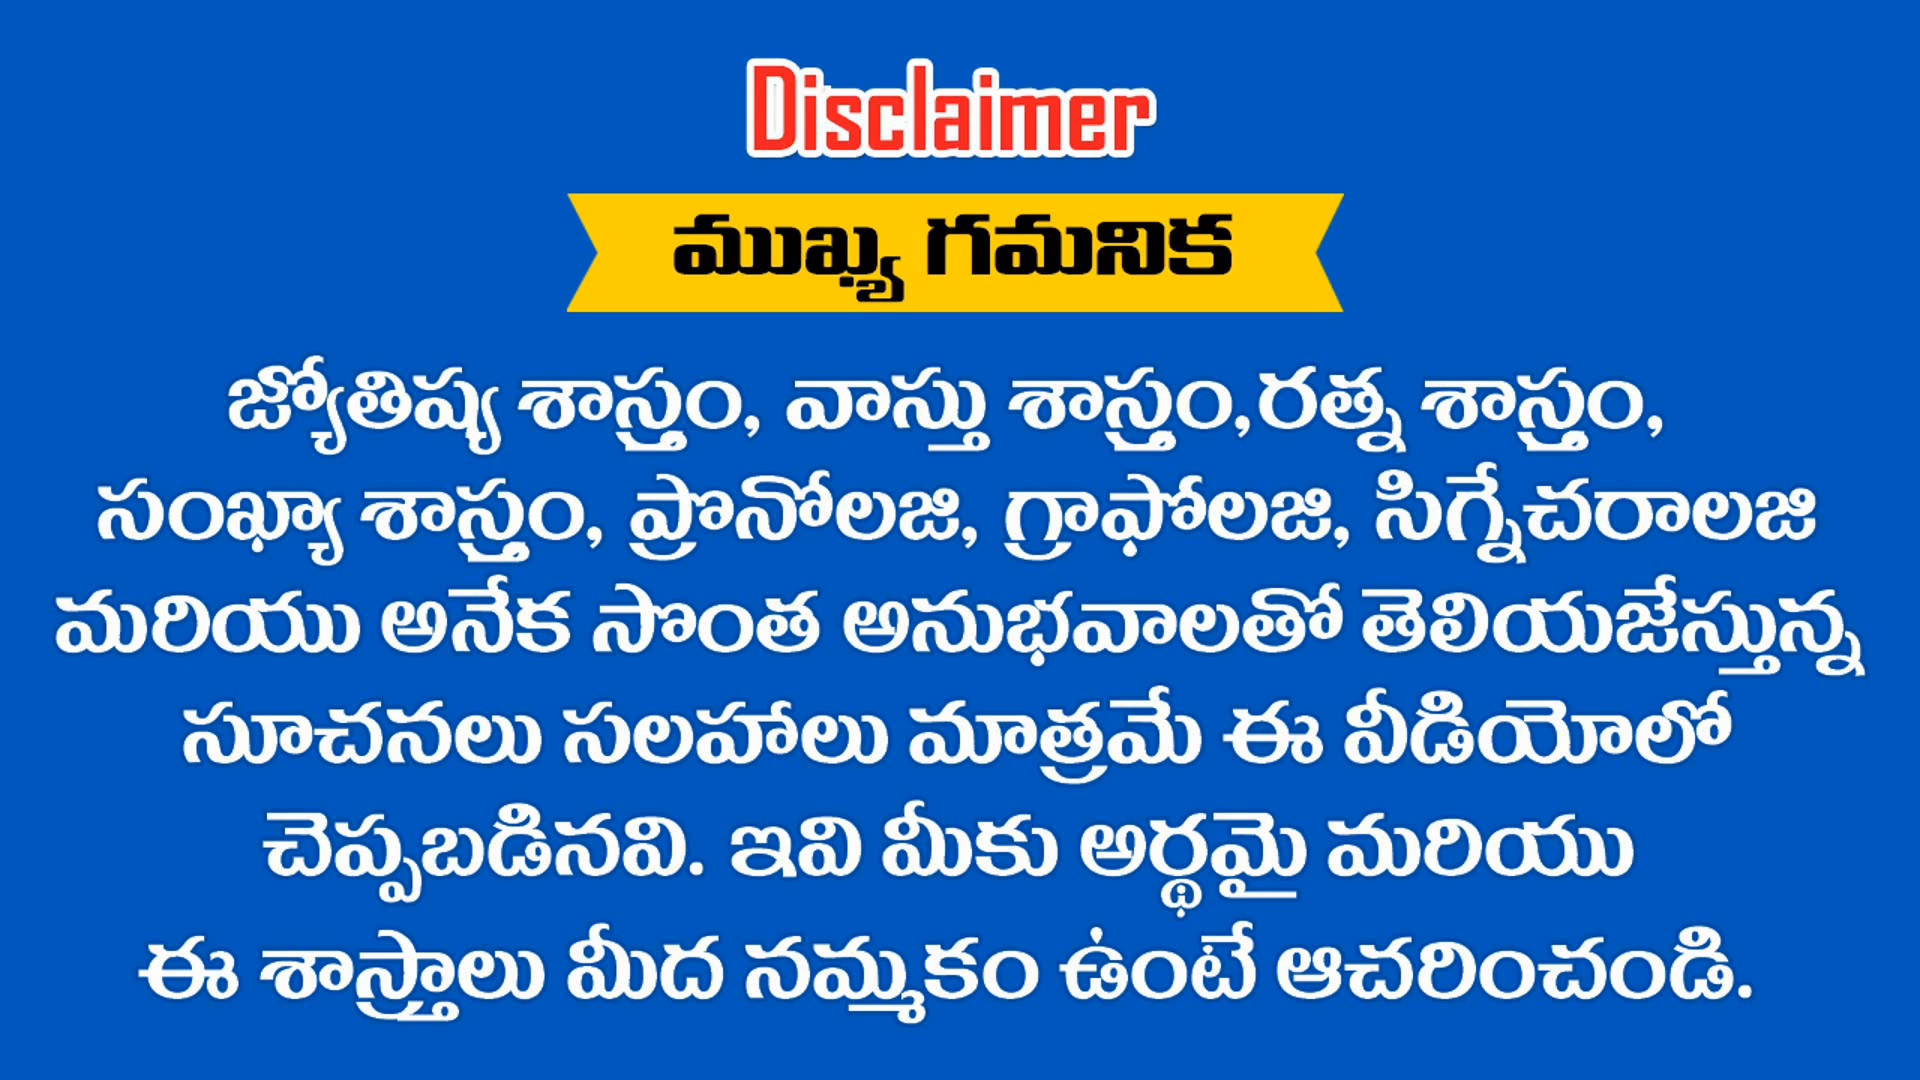 Disclaimer
ముఖ్య గమనిక
జ్యోతిష్య శాస్త్రం, వాస్తు శాస్త్రం,రత్న శాస్త్రం,
సంఖ్యా శాస్త్రం, ప్రొనోలజి, గ్రాఫోలజి, సిగ్నేచరాలజి
మరియు అనేక సొంత అనుభవాలతో తెలియజేస్తున్న
సూచనలు సలహాలు మాత్రమే ఈ వీడియోలో
చెప్పబడినవి. ఇవి మీకు అర్థమై మరియు
ఈ శాస్త్రాలు మీద నమ్మకం ఉంటే ఆచరించండి.